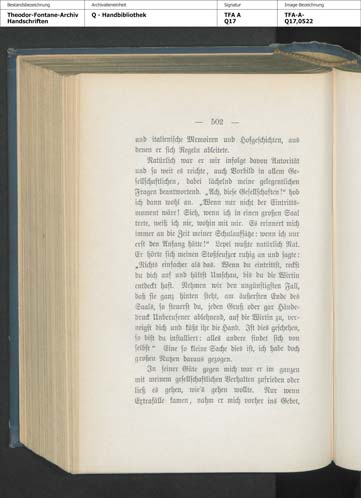 Bestandsbezeichnung
Theodor-Fontane-Archiv
Handschriften
Archivalieneinheit
Q - Handbibliothek
Signatur
TFA A
Q17
Image Bezeichnung
TFA-A-
Q17,0522
— 502 —
und italienische Memoiren und Hofgeschichten, aus
denen er sich Regeln ableitete.
Natürlich war er mir infolge davon Autorität
und so weit es reichte, auch Vorbild in allem Ge-
sellschaftlichen, dabei lächelnd meine gelegentlichen
Fragen beantwortend. „Ach, diese Gesellschaften!“ hob
ich dann wohl an. „Wenn nur nicht der Eintritts-
moment wäre! Sieh, wenn ich in einen großen Saal
trete, weiß ich nie, wohin mit mir. Es erinnert mich
immer an die Zeit meiner Schulaufsätze: wenn ich nur
erst den Anfang hätte!“ Lepel wußte natürlich Rat.
Er hörte sich meinen Stoßseufzer ruhig an und sagte:
„Nichts einfacher als das. Wenn du eintrittst, reckst
du dich auf und hältst Umschau, bis du die Wirtin
entdeckt hast. Nehmen wir den ungünstigsten Fall,
daß sie ganz hinten steht, am äußersten Ende des
Saals, so steuerst du, jeden Gruß oder gar Hände-
druck Unberufener ablehnend, auf die Wirtin zu, ver-
neigst dich und küßt ihr die Hand. Ist dies geschehen,
so bist du installiert; alles andere findet sich von
selbst.“ Eine so kleine Sache dies ist, ich habe doch
großen Nutzen daraus gezogen.
In seiner Güte gegen mich war er im ganzen
mit meinem gesellschaftlichen Verhalten zufrieden oder
ließ es gehen, wie's gehen wollte. Nur wenn
Extrafälle kamen, nahm er mich vorher ins Gebet,